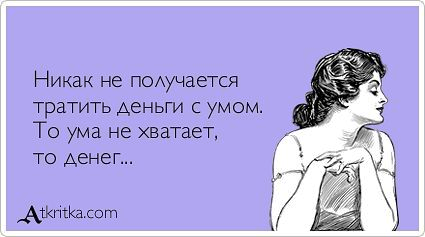 Никак не получается
тратить деньги с умом.
То ума не хватает,
то денег...
Atkritka.com